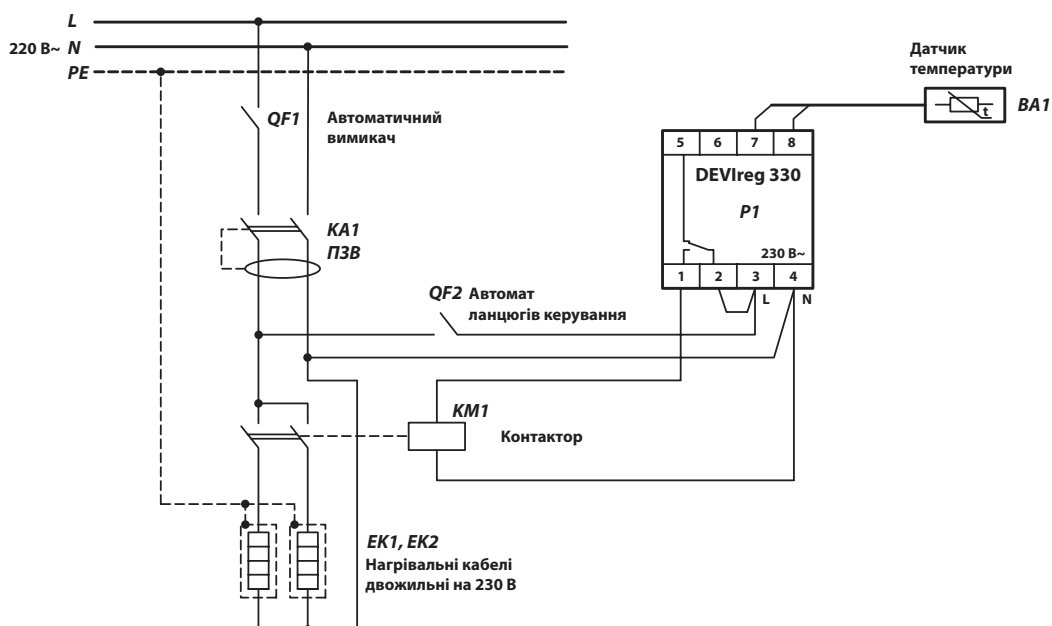 L
220 В~ N
PE
QF1 Автоматичний
вимикач
KA1
ПЗВ
QF2 Автомат
ланцюгів керування
KM1
Контактор
EK1, EK2
Нагрівальні кабелі
двожильні на 230 В
Датчик
температури
BA1
t
5 6 7 8
DEVIreg 330
P1
230 В~
1 2 3 4
L N